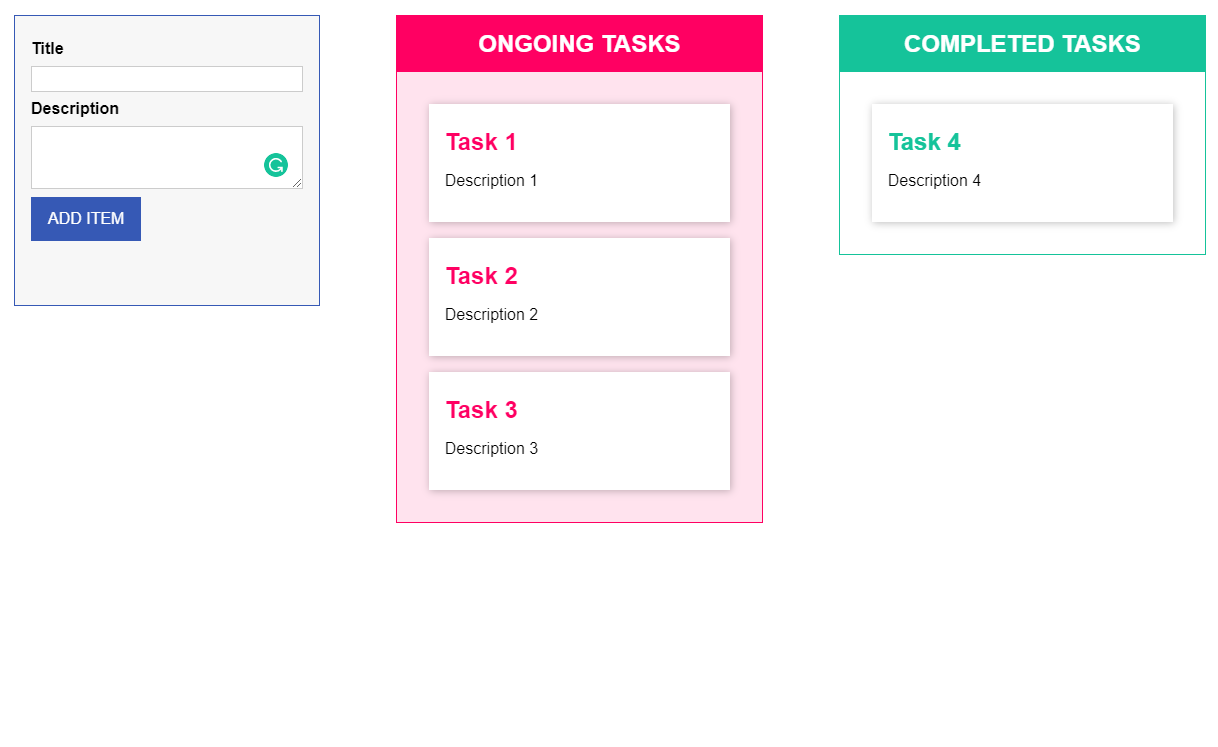 Title
Description
ADD ITEM
ONGOING TASKS
Task 1
Description 1
Task 2
Description 2
Task 3
Description 3
COMPLETED TASKS
Task 4
Description 4